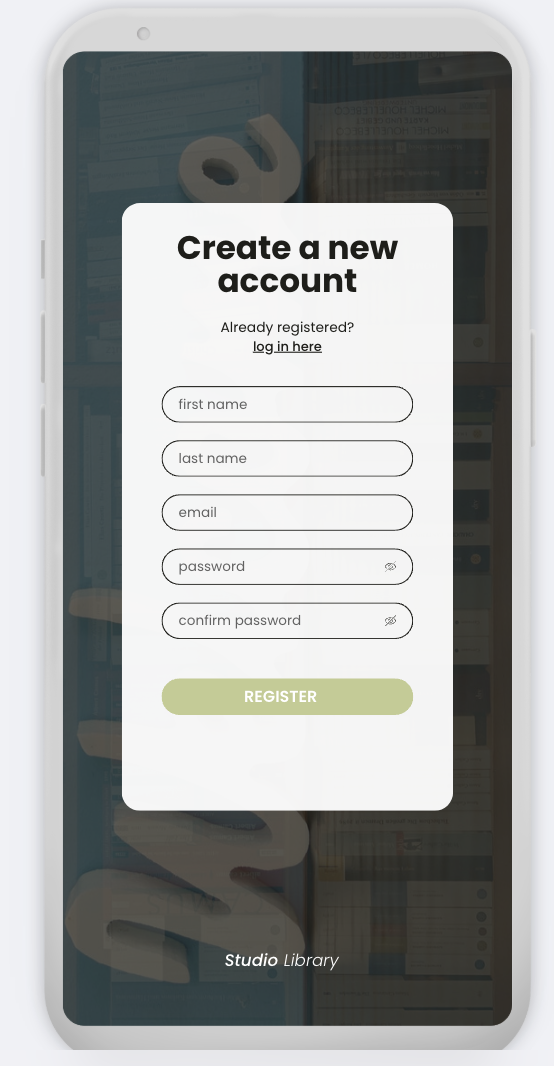 Create a new
account
Already registered?
log in here
first name
last name
email
password
confirm password
REGISTER
Studio Library